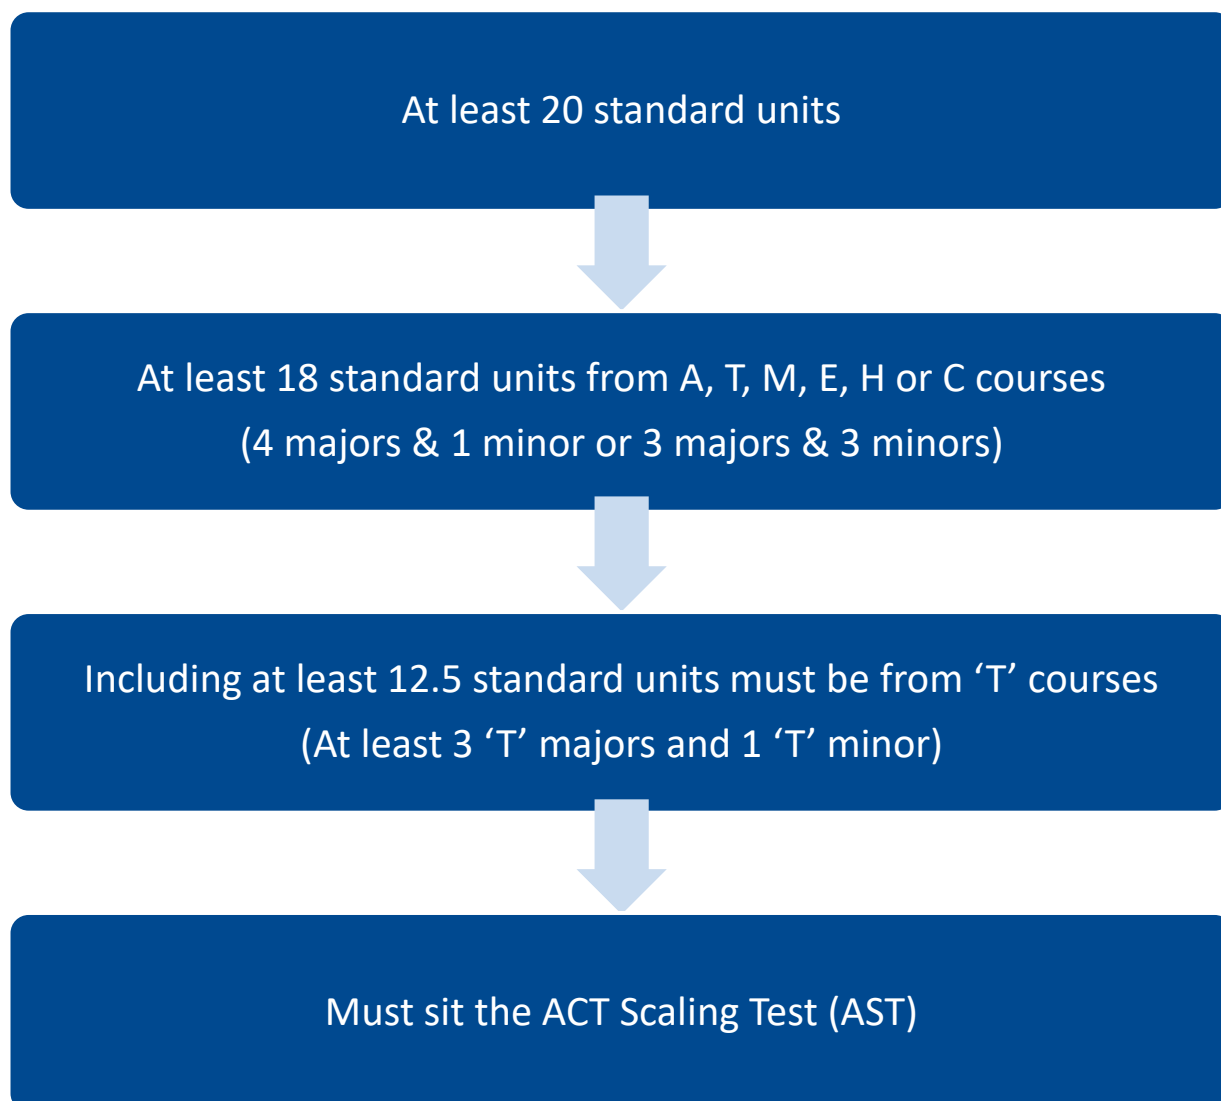 At least 20 standard units
At least 18 standard units from A, T, M, E, H or C courses
(4 majors & 1 minor or 3 majors & 3 minors)
Including at least 12.5 standard units must be from ‘T’ courses
(At least 3 ‘T’ majors and 1 ‘T’ minor)
Must sit the ACT Scaling Test (AST)